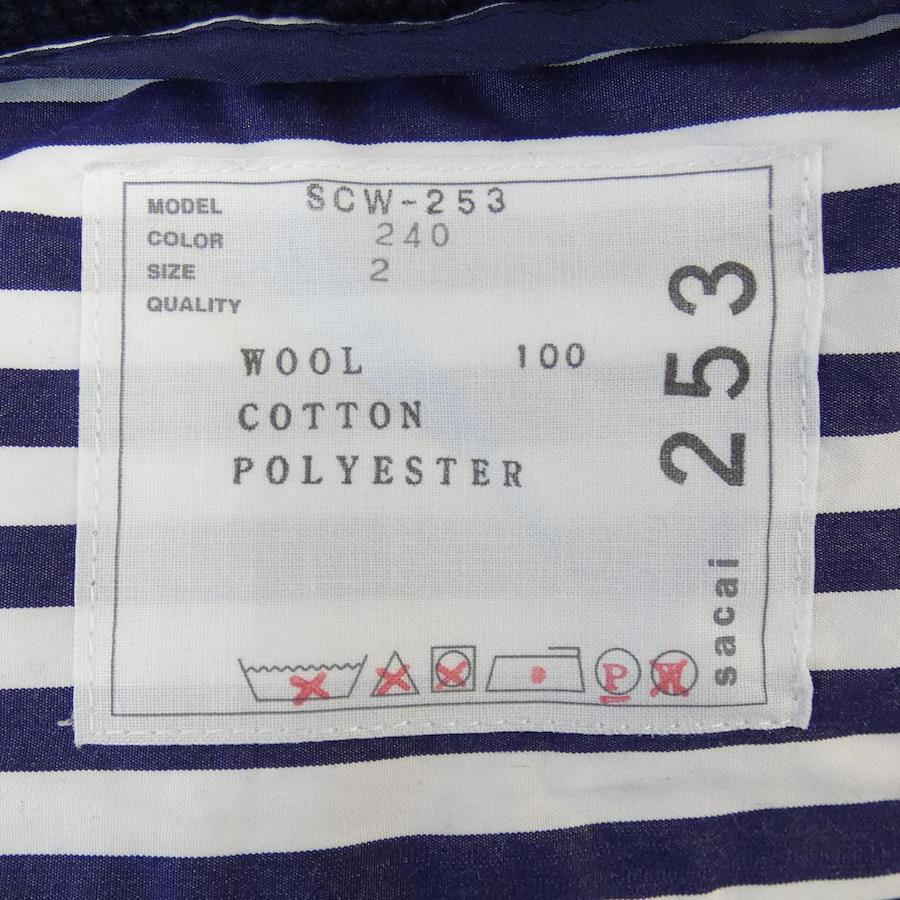 MODEL SCW-253
COLOR 240
SIZE 2
QUALITY
WOOL 100
COTTON
POLYESTER
253
sacai
P
W